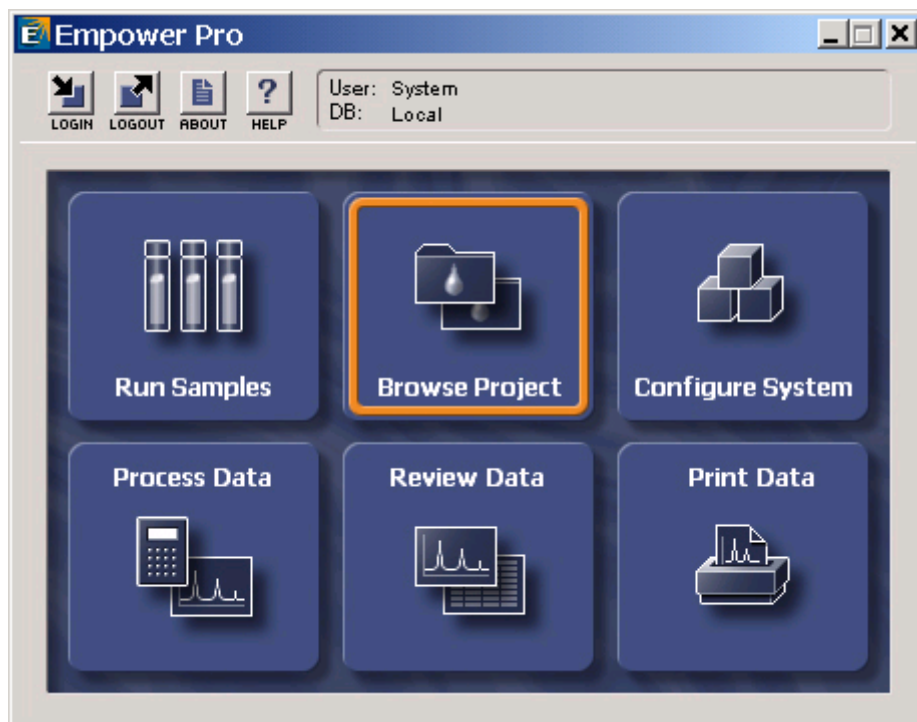 Empower Pro
LOGIN LOGOUT ABOUT HELP
User: System
DB: Local
Run Samples
Browse Project
Configure System
Process Data
Review Data
Print Data